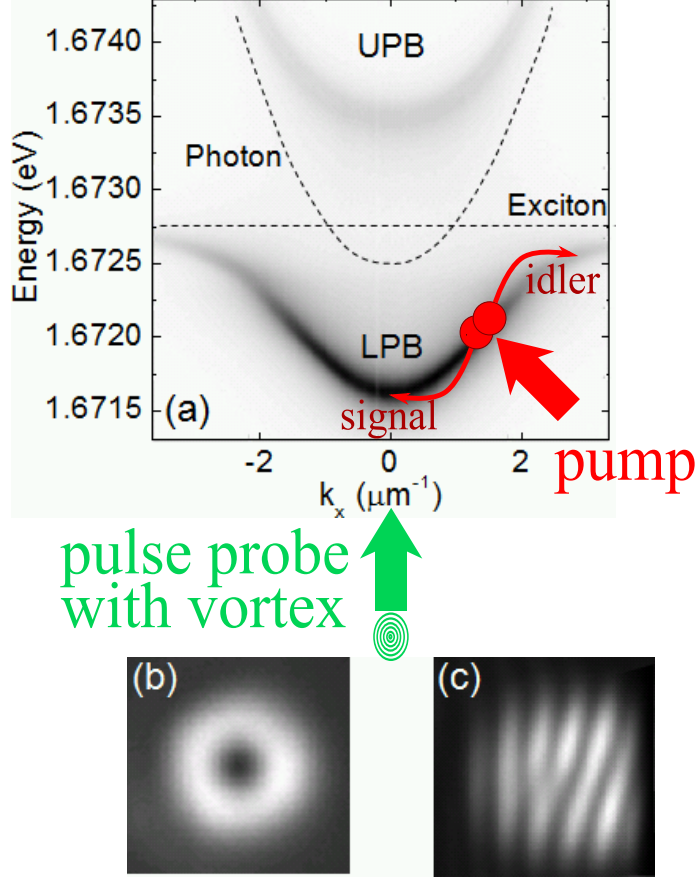 1.6740
1.6735
1.6730
1.6725
1.6720
1.6715
Energy (eV)
UPB
Photon
Exciton
idler
LPB
(a)
signal
-2 0 2
kx (μm-1)
pump
pulse probe
with vortex
(b)
(c)